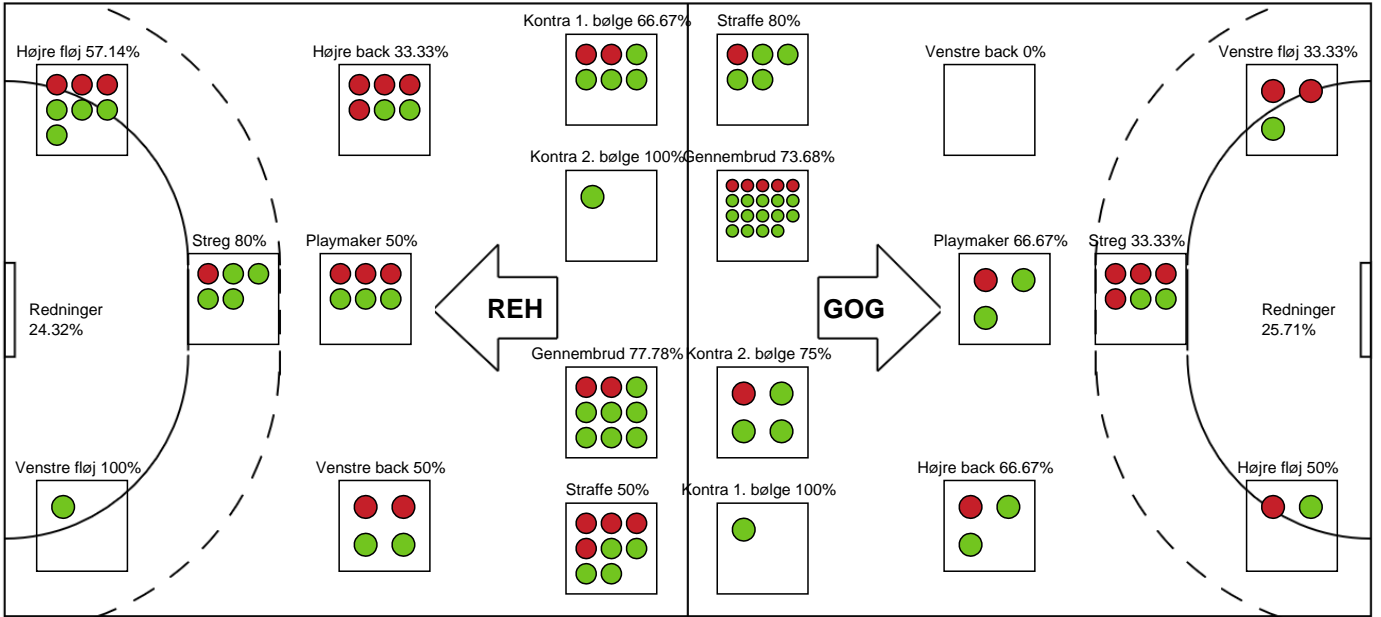 Kontra 1. bølge 66.67%
Straffe 80%
Højre fløj 57.14%
Højre back 33.33%
Venstre back 0%
Venstre fløj 33.33%
Kontra 2. bølge 100%
Gennembrud 73.68%
Streg 80%
Playmaker 50%
Playmaker 66.67%
Streg 33.33%
Redninger
24.32%
REH
GOG
Redninger
25.71%
Gennembrud 77.78%
Kontra 2. bølge 75%
Venstre fløj 100%
Venstre back 50%
Højre back 66.67%
Højre fløj 50%
Straffe 50%
Kontra 1. bølge 100%